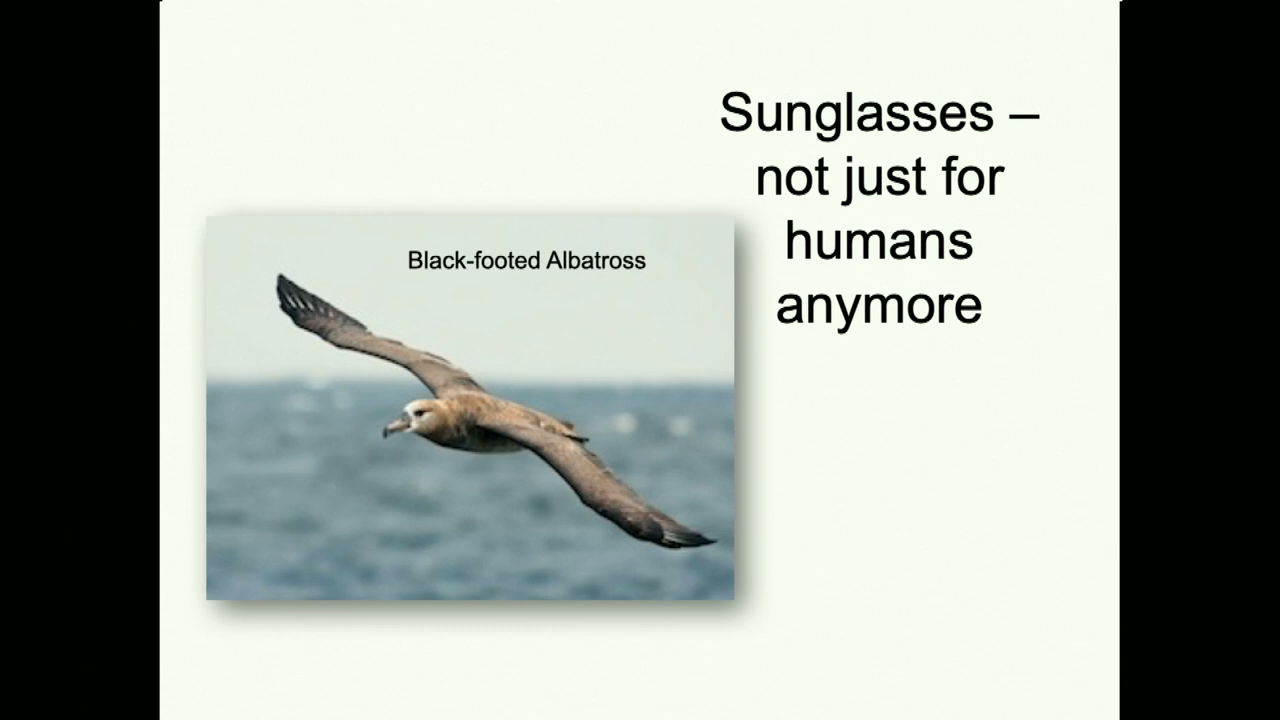 Sunglasses –
not just for
humans
anymore
Black-footed Albatross